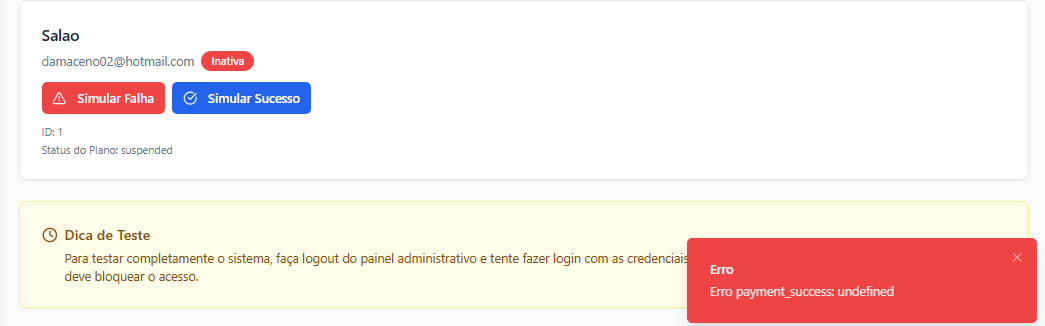 Salao
damaceno02@hotmail.com Inativa
Simular Falha Simular Sucesso
ID: 1
Status do Plano: suspended
Dica de Teste
Para testar completamente o sistema, faça logout do painel administrativo e tente fazer login com as credenciais
deve bloquear o acesso.
Erro
Erro payment_success: undefined